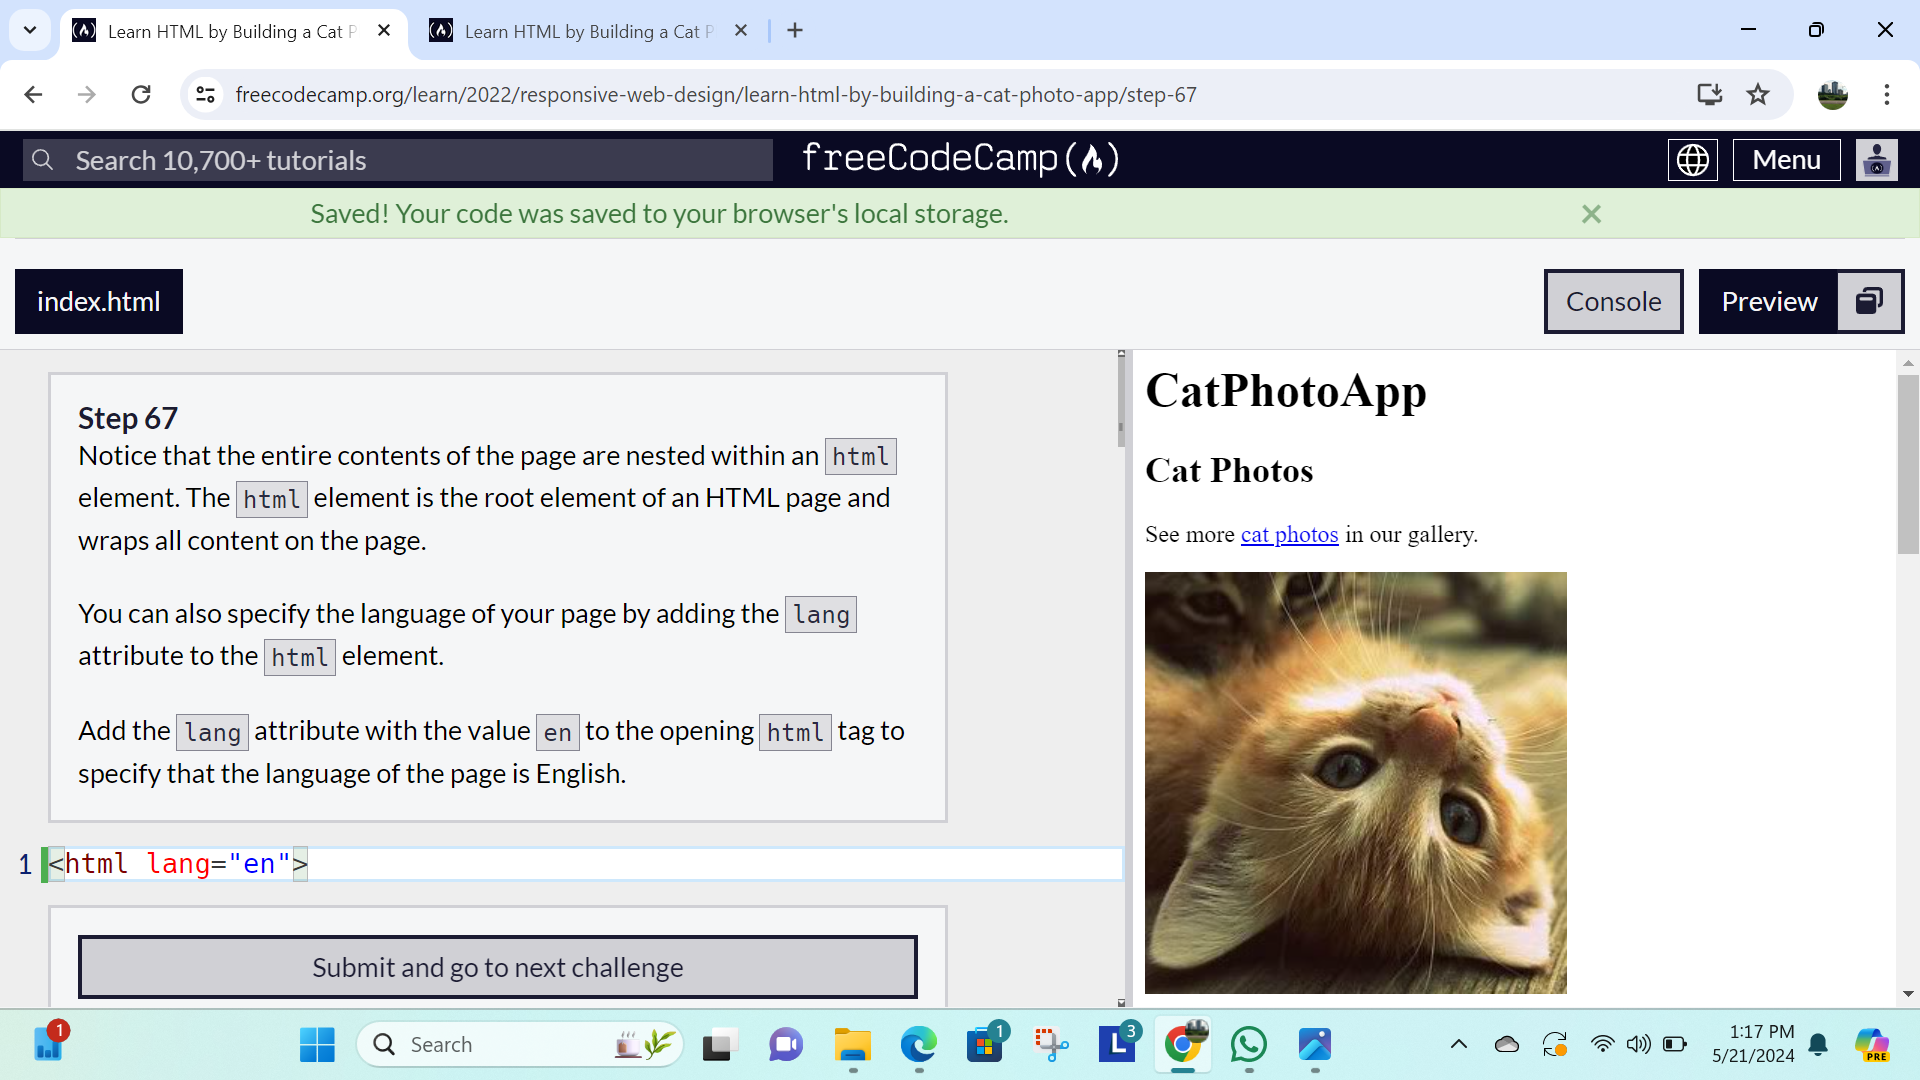 Learn HTML by Building a Cat P
Learn HTML by Building a Cat P
freecodecamp.org/learn/2022/responsive-web-design/learn-html-by-building-a-cat-photo-app/step-67
Search 10,700+ tutorials
freeCodeCamp
Menu
Saved! Your code was saved to your browser's local storage.
index.html
Console
Preview
Step 67
Notice that the entire contents of the page are nested within an html
element. The html element is the root element of an HTML page and
wraps all content on the page.
You can also specify the language of your page by adding the lang
attribute to the html element.
Add the lang attribute with the value en to the opening html tag to
specify that the language of the page is English.
1 <html lang="en">
Submit and go to next challenge
CatPhotoApp
Cat Photos
See more cat photos in our gallery.
1
Search
1
L 3
1:17 PM
5/21/2024
PRE